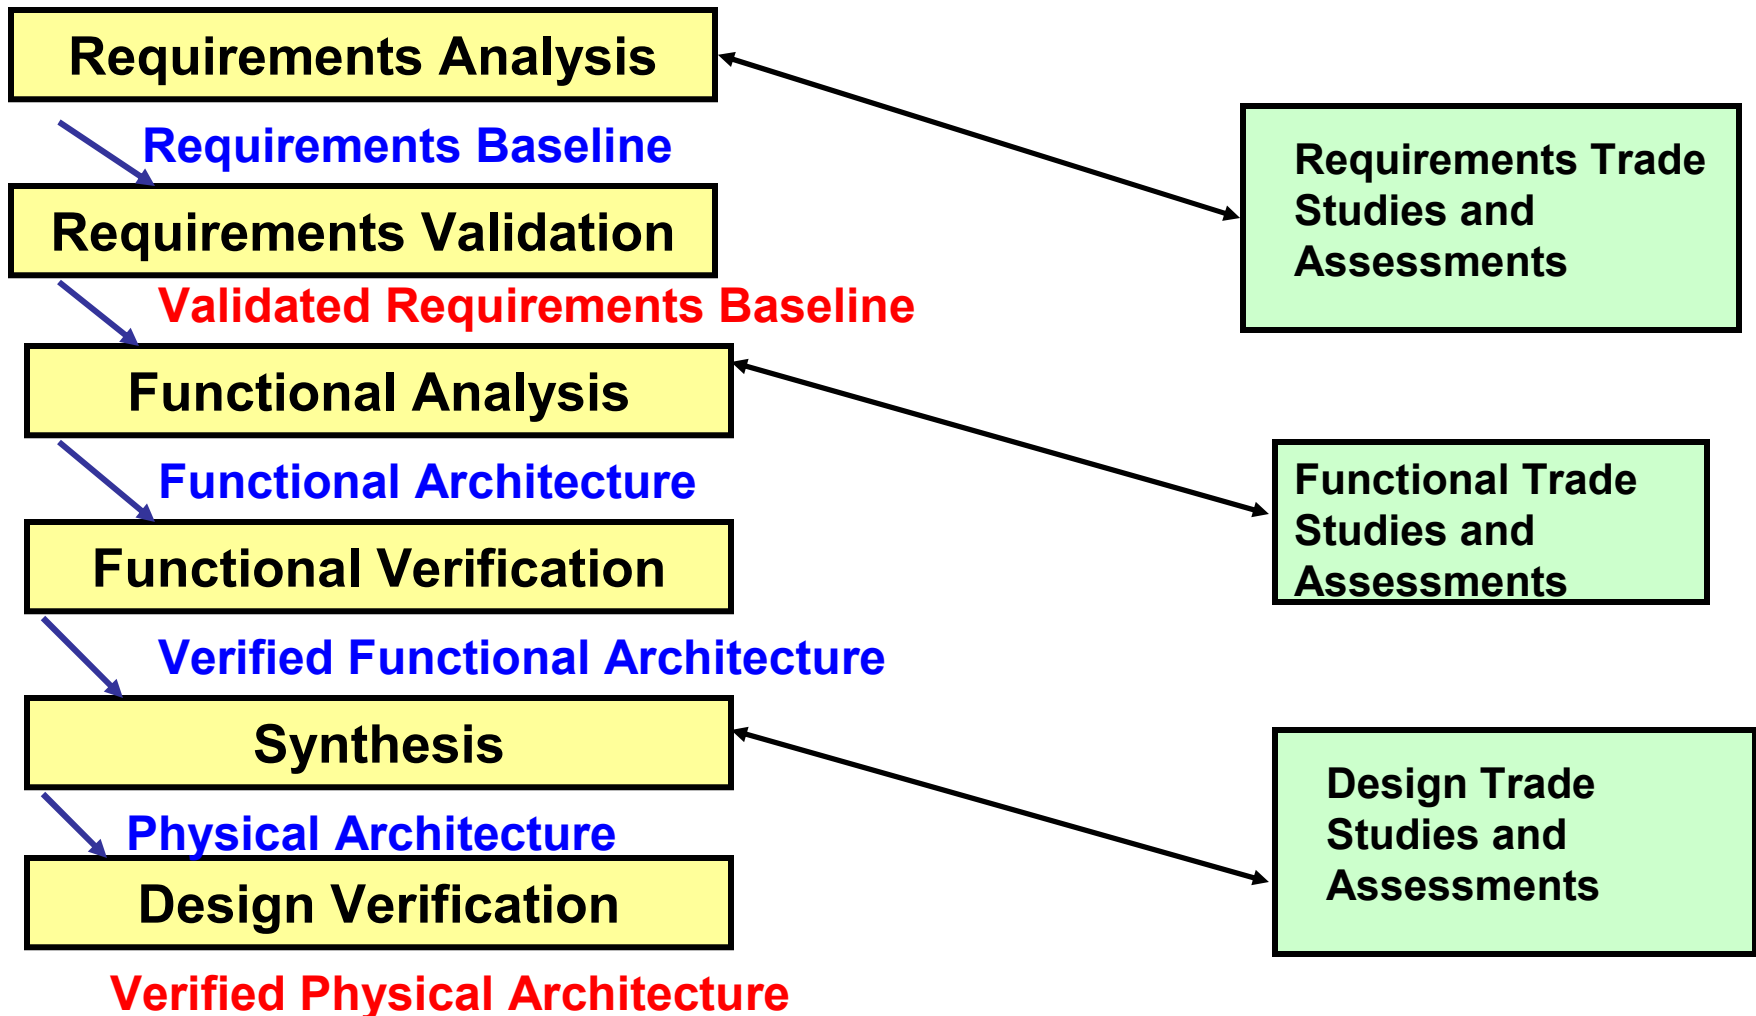 Requirements Analysis
Requirements Baseline
Requirements Validation
Validated Requirements Baseline
Functional Analysis
Functional Architecture
Functional Verification
Verified Functional Architecture
Synthesis
Physical Architecture
Design Verification
Verified Physical Architecture
Requirements Trade
Studies and
Assessments
Functional Trade
Studies and
Assessments
Design Trade
Studies and
Assessments